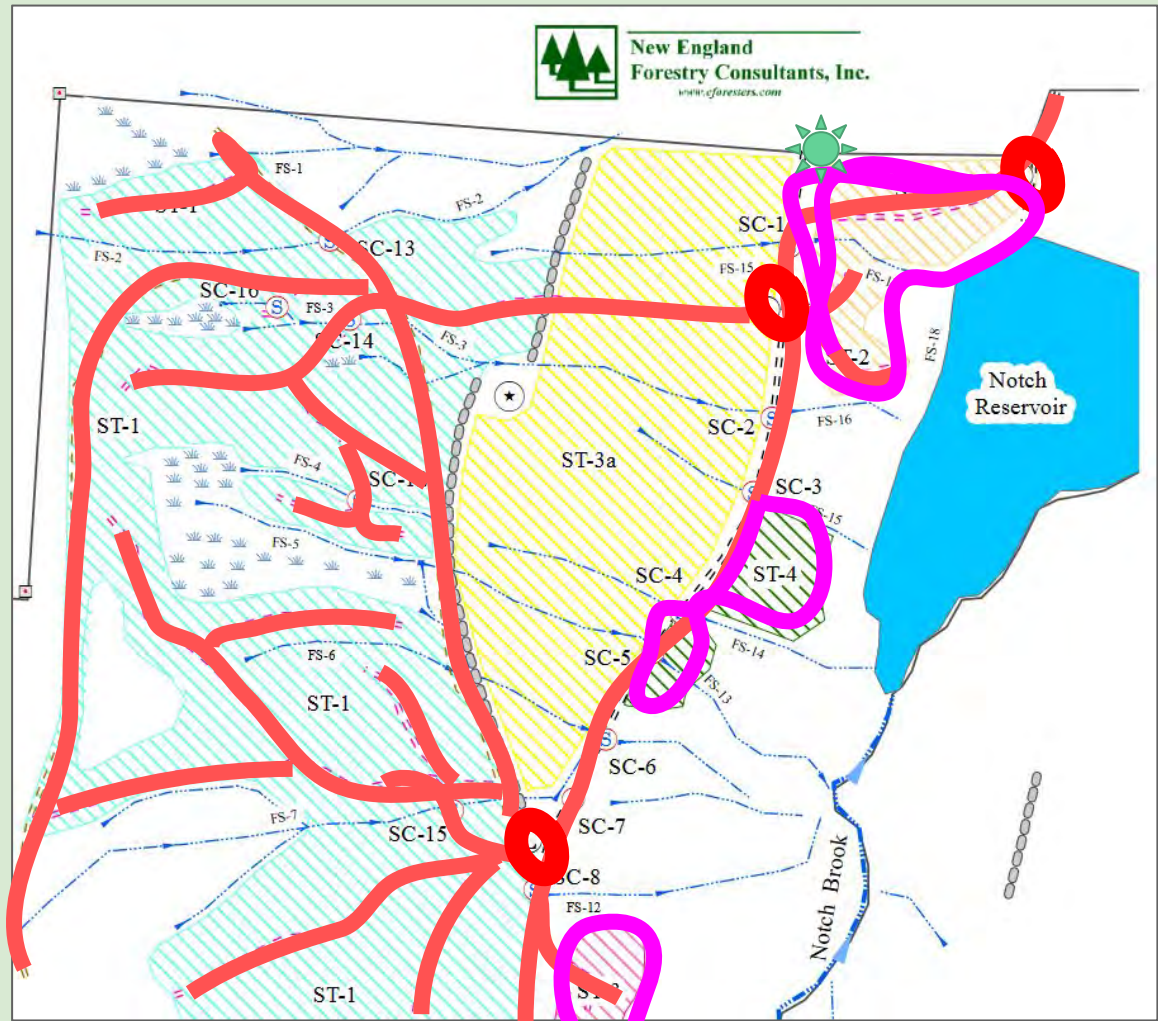 New England
Forestry Consultants, Inc.
www.eforesters.com
FS-1
FS-2
SC-1
SC-13
FS-2
FS-15
SC-16
FS-3
SC-14
FS-3
FS-18
ST-2
Notch
Reservoir
ST-1
SC-2
FS-16
ST-3a
FS-4
SC-3
FS-15
FS-5
SC-4
ST-4
FS-14
SC-5
FS-6
FS-13
ST-1
SC-6
FS-7
SC-15
SC-7
SC-8
FS-12
Notch Brook
ST-1
S
S
S
S
S
S